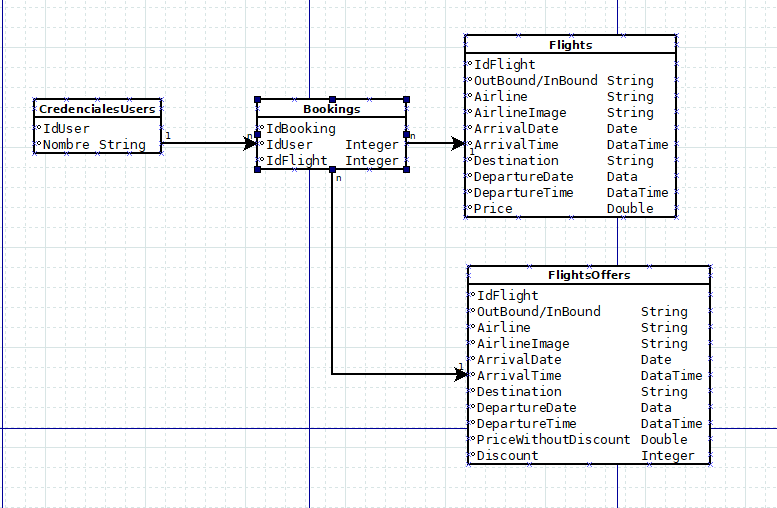 CredencialesUsers
IdUser
Nombre String
1
n
Bookings
IdBooking
IdUser Integer
IdFlight Integer
n
n
Flights
IdFlight
OutBound/InBound String
Airline String
AirlineImage String
ArrivalDate Date
ArrivalTime DataTime
1
Destination String
DepartureDate Data
DepartureTime DataTime
Price Double
FlightsOffers
IdFlight
OutBound/InBound String
Airline String
AirlineImage String
ArrivalDate Date
1
ArrivalTime DataTime
Destination String
DepartureDate Data
DepartureTime DataTime
PriceWithoutDiscount Double
Discount Integer